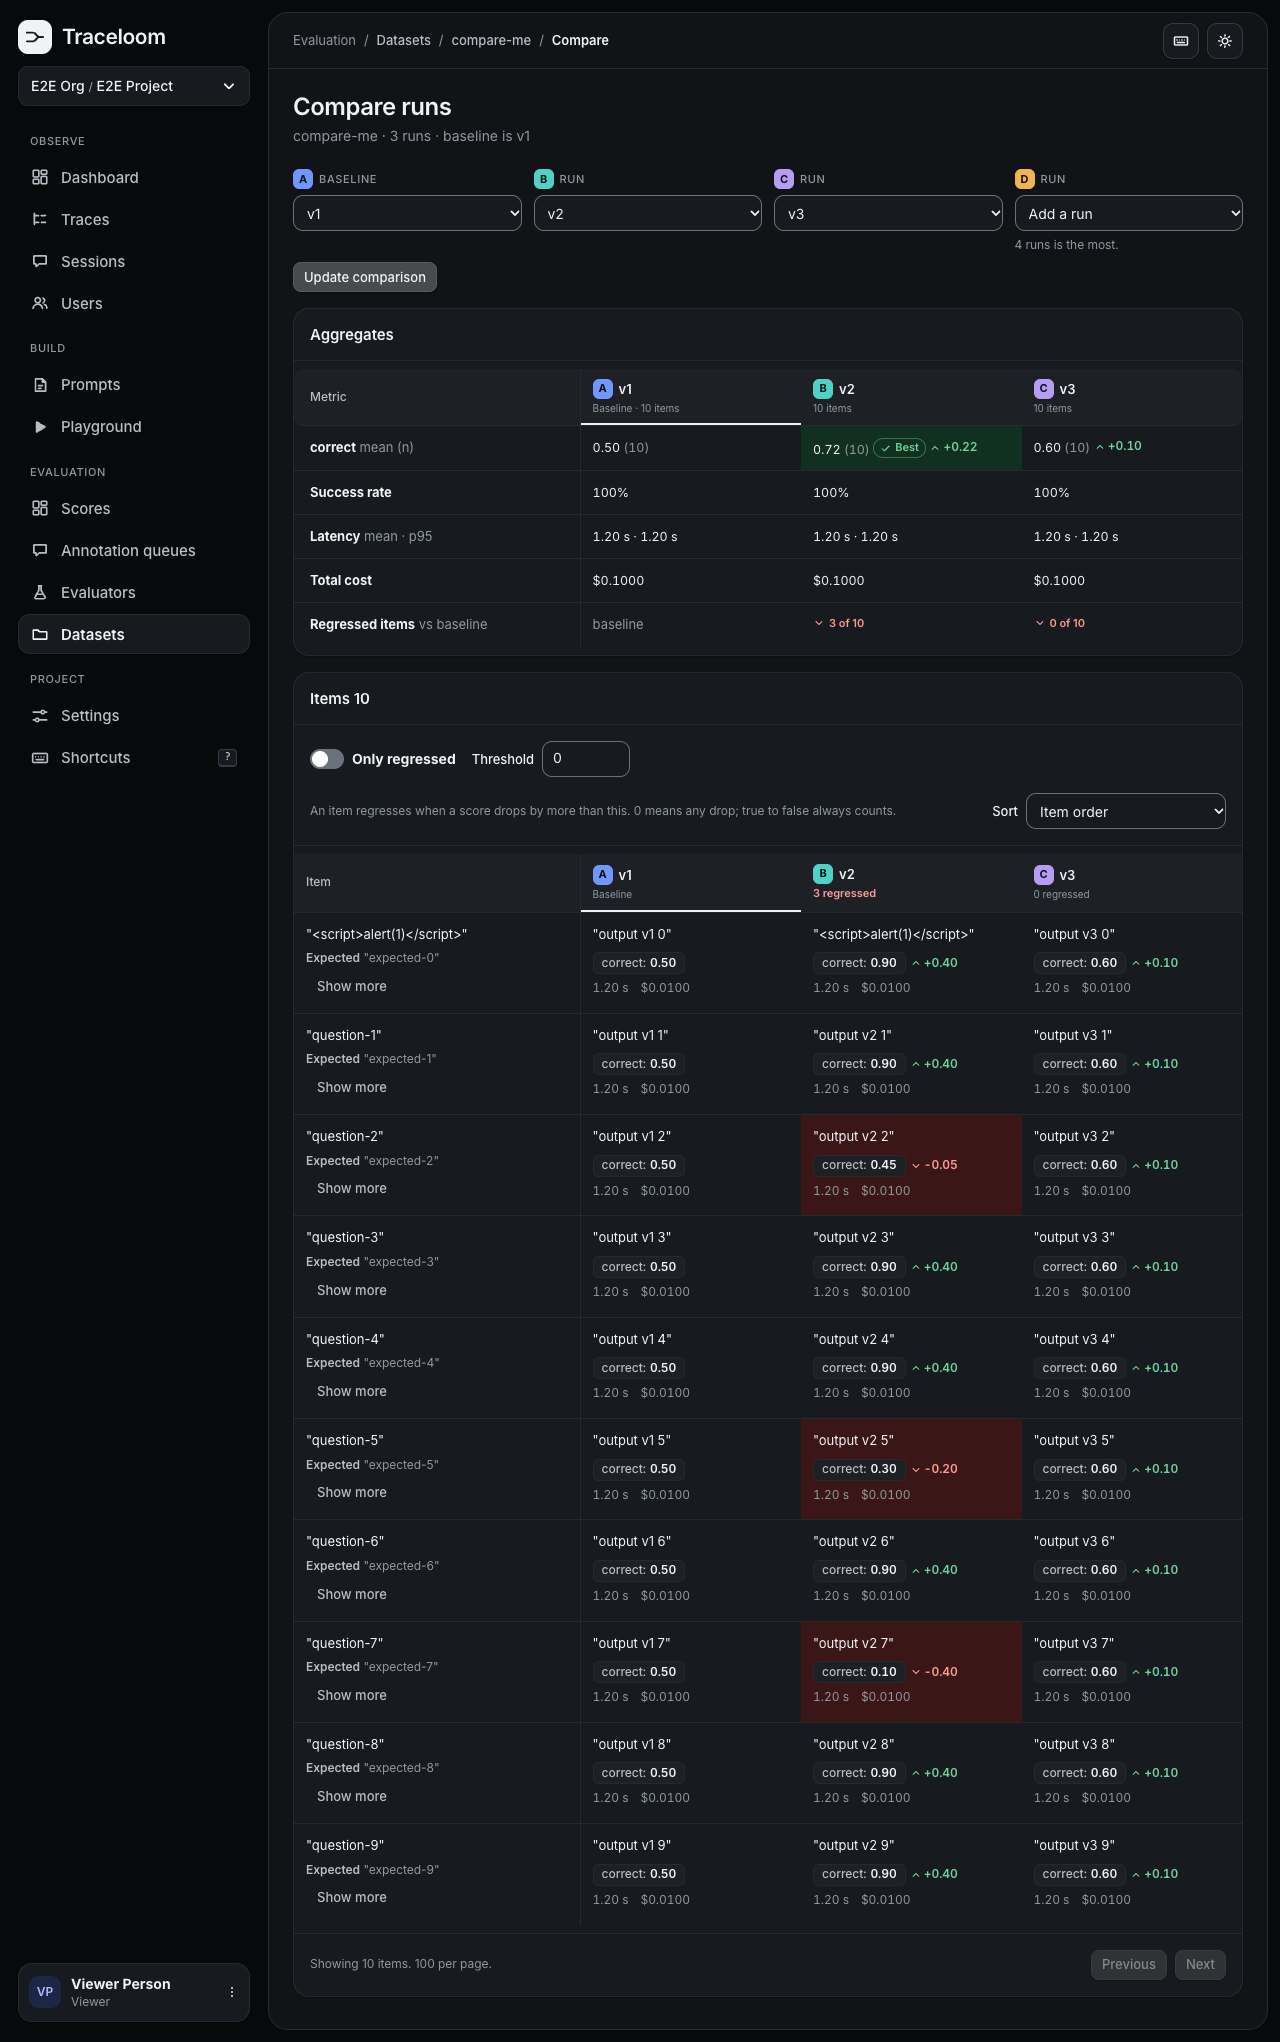 Traceloom
E2E Org / E2E Project
OBSERVE
Dashboard
Traces
Sessions
Users
BUILD
Prompts
Playground
EVALUATION
Scores
Annotation queues
Evaluators
Datasets
PROJECT
Settings
Shortcuts ?
VP Viewer Person
Viewer
Evaluation / Datasets / compare-me / Compare
Compare runs
compare-me · 3 runs · baseline is v1
A BASELINE B RUN C RUN D RUN
v1 v2 v3 Add a run
4 runs is the most.
Update comparison
Aggregates
Metric A v1 B v2 C v3
Baseline · 10 items 10 items 10 items
correct mean (n) 0.50 (10) 0.72 (10) Best +0.22 0.60 (10) +0.10
Success rate 100% 100% 100%
Latency mean · p95 1.20 s · 1.20 s 1.20 s · 1.20 s 1.20 s · 1.20 s
Total cost $0.1000 $0.1000 $0.1000
Regressed items vs baseline baseline 3 of 10 0 of 10
Items 10
Only regressed Threshold 0
An item regresses when a score drops by more than this. 0 means any drop; true to false always counts. Sort Item order
Item A v1 B v2 C v3
Baseline 3 regressed 0 regressed
"<script>alert(1)</script>" "output v1 0" "<script>alert(1)</script>" "output v3 0"
Expected "expected-0" correct: 0.50 correct: 0.90 +0.40 correct: 0.60 +0.10
Show more 1.20 s $0.0100 1.20 s $0.0100 1.20 s $0.0100
"question-1" "output v1 1" "output v2 1" "output v3 1"
Expected "expected-1" correct: 0.50 correct: 0.90 +0.40 correct: 0.60 +0.10
Show more 1.20 s $0.0100 1.20 s $0.0100 1.20 s $0.0100
"question-2" "output v1 2" "output v2 2" "output v3 2"
Expected "expected-2" correct: 0.50 correct: 0.45 -0.05 correct: 0.60 +0.10
Show more 1.20 s $0.0100 1.20 s $0.0100 1.20 s $0.0100
"question-3" "output v1 3" "output v2 3" "output v3 3"
Expected "expected-3" correct: 0.50 correct: 0.90 +0.40 correct: 0.60 +0.10
Show more 1.20 s $0.0100 1.20 s $0.0100 1.20 s $0.0100
"question-4" "output v1 4" "output v2 4" "output v3 4"
Expected "expected-4" correct: 0.50 correct: 0.90 +0.40 correct: 0.60 +0.10
Show more 1.20 s $0.0100 1.20 s $0.0100 1.20 s $0.0100
"question-5" "output v1 5" "output v2 5" "output v3 5"
Expected "expected-5" correct: 0.50 correct: 0.30 -0.20 correct: 0.60 +0.10
Show more 1.20 s $0.0100 1.20 s $0.0100 1.20 s $0.0100
"question-6" "output v1 6" "output v2 6" "output v3 6"
Expected "expected-6" correct: 0.50 correct: 0.90 +0.40 correct: 0.60 +0.10
Show more 1.20 s $0.0100 1.20 s $0.0100 1.20 s $0.0100
"question-7" "output v1 7" "output v2 7" "output v3 7"
Expected "expected-7" correct: 0.50 correct: 0.10 -0.40 correct: 0.60 +0.10
Show more 1.20 s $0.0100 1.20 s $0.0100 1.20 s $0.0100
"question-8" "output v1 8" "output v2 8" "output v3 8"
Expected "expected-8" correct: 0.50 correct: 0.90 +0.40 correct: 0.60 +0.10
Show more 1.20 s $0.0100 1.20 s $0.0100 1.20 s $0.0100
"question-9" "output v1 9" "output v2 9" "output v3 9"
Expected "expected-9" correct: 0.50 correct: 0.90 +0.40 correct: 0.60 +0.10
Show more 1.20 s $0.0100 1.20 s $0.0100 1.20 s $0.0100
Showing 10 items. 100 per page. Previous Next